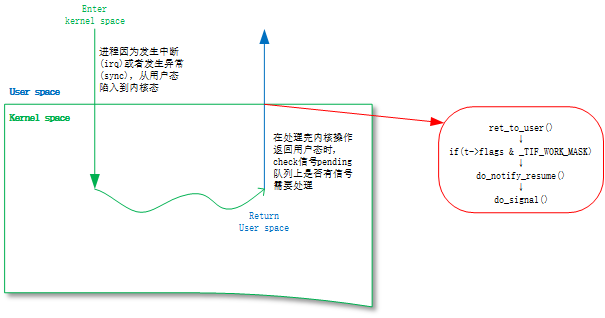 Enter
kernel space
进程因为发生中断
(irq)或者发生异常
(sync)，从用户态
陷入到内核态
User space
Kernel space
在处理完内核操作
返回用户态时，
check信号pending
队列上是否有信号
需要处理
Return
User space
ret_to_user()
if(t->flags & _TIF_WORK_MASK)
do_notify_resume()
do_signal()